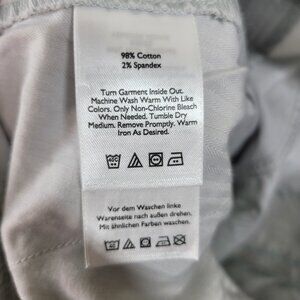 98% Cotton
2% Spandex
Turn Garment Inside Out.
Machine Wash Warm With Like
Colors. Only Non-Chlorine Bleach
When Needed. Tumble Dry
Medium. Remove Promptly. Warm
Iron As Desired.
Vor dem Waschen linke
Warenseite nach außen drehen.
Mit ähnlichen Farben waschen.